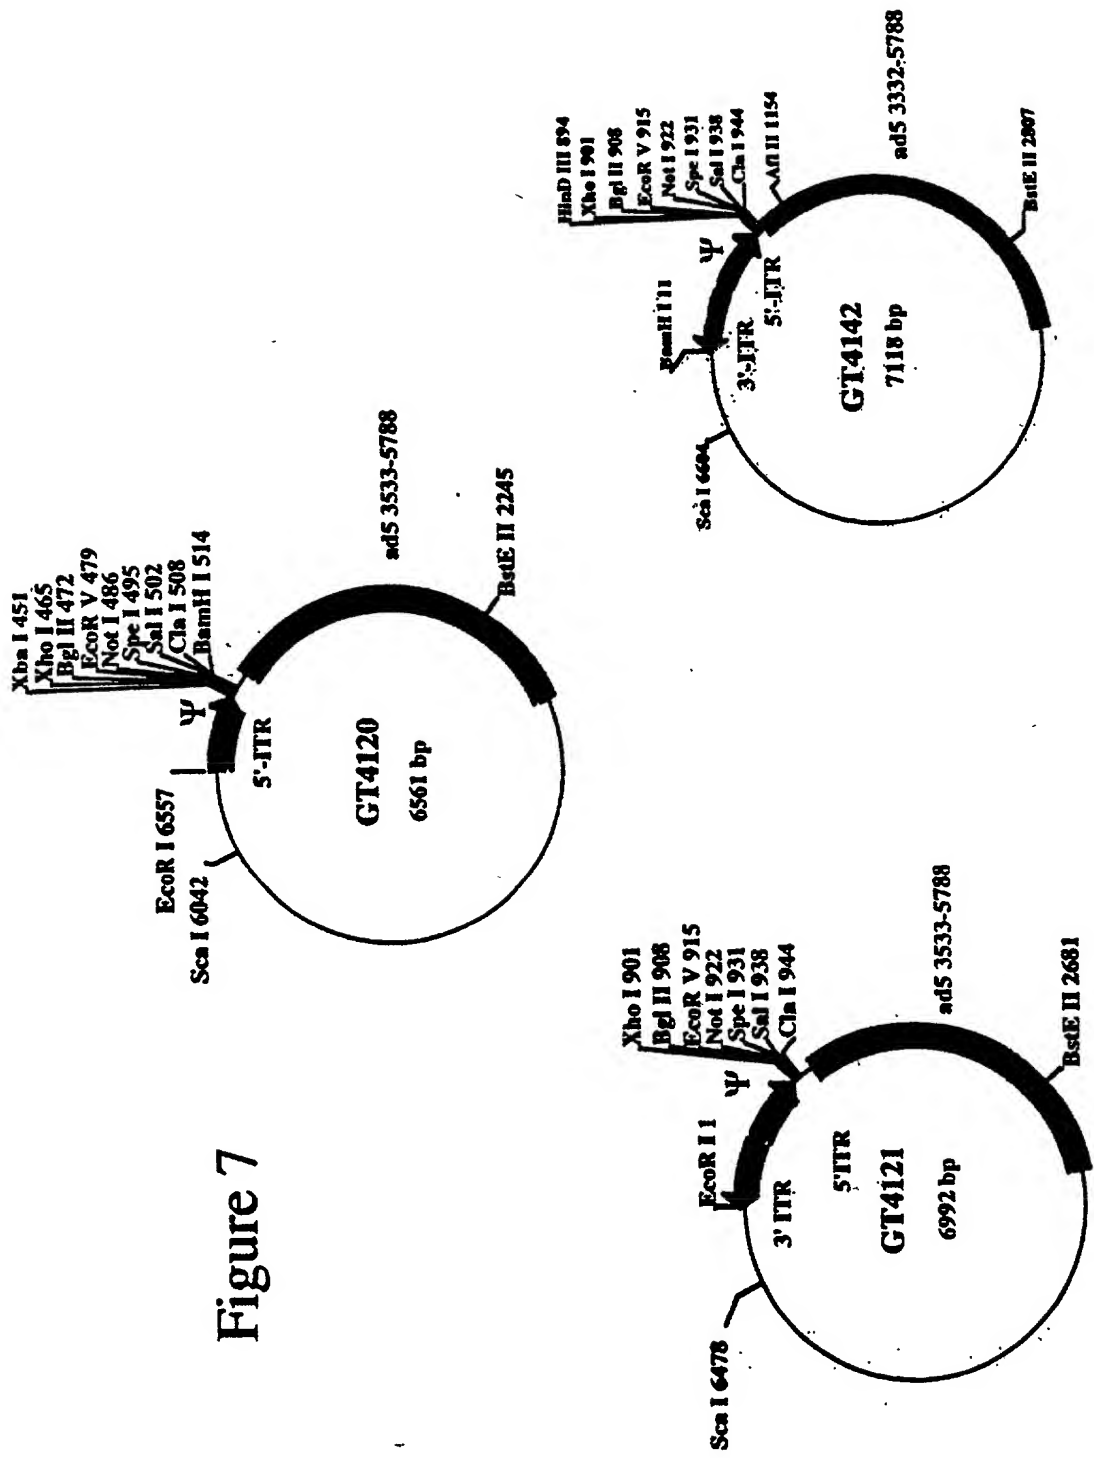 Figure 7
Xba I 451
Xho I 465
Bgl II 472
EcoR V 479
Not I 486
Spe I 495
Sal I 502
Cla I 508
BamH I 514
EcoR I 6557
Sca I 6042
Ψ
5'-ITR
GT4120
6561 bp
ad5 3533-5788
BstE II 2245
Xho I 901
Bgl II 908
EcoR V 915
Not I 922
Spe I 931
Sal I 938
Cla I 944
EcoR I 1
Ψ
Sca I 6478
3' ITR
5'ITR
GT4121
6992 bp
ad5 3533-5788
BstE II 2681
HinD III 894
Xho I 901
Bgl II 908
EcoR V 915
Not I 922
Spe I 931
Sal I 938
Cla I 944
Afl II 1154
BamH I
Ψ
Sca I 6604
3'-ITR
5'-ITR
GT4142
7118 bp
ad5 3332-5788
BstE II 2807